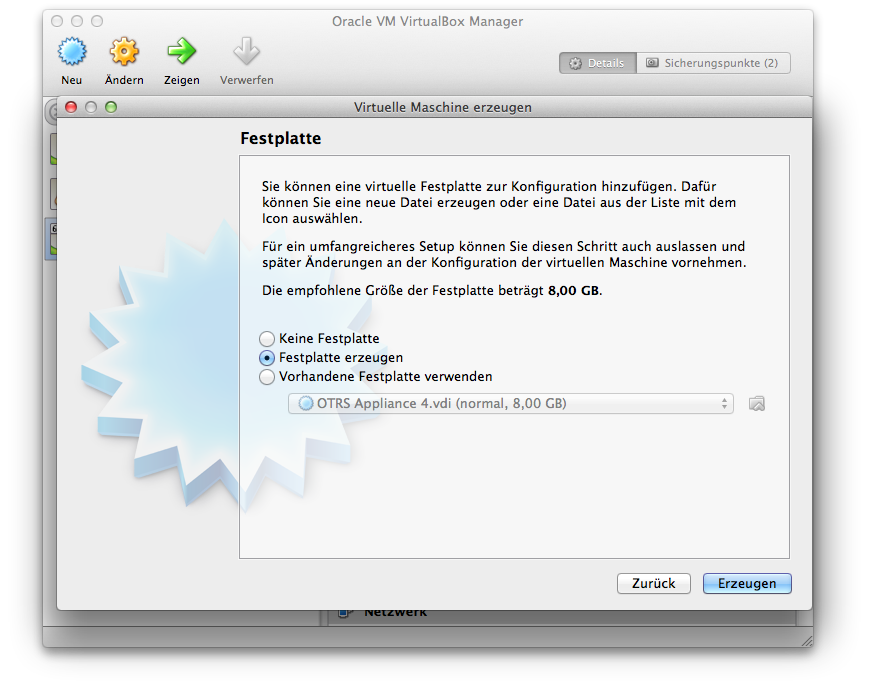 Oracle VM VirtualBox Manager
Neu
Ändern
Zeigen
Verwerfen
Details
Sicherungspunkte (2)
Virtuelle Maschine erzeugen
Festplatte
Sie können eine virtuelle Festplatte zur Konfiguration hinzufügen. Dafür
können Sie eine neue Datei erzeugen oder eine Datei aus der Liste mit dem
Icon auswählen.
Für ein umfangreicheres Setup können Sie diesen Schritt auch auslassen und
später Änderungen an der Konfiguration der virtuellen Maschine vornehmen.
Die empfohlene Größe der Festplatte beträgt 8,00 GB.
Keine Festplatte
Festplatte erzeugen
Vorhandene Festplatte verwenden
OTRS Appliance 4.vdi (normal, 8,00 GB)
Zurück
Erzeugen
Netzwerk